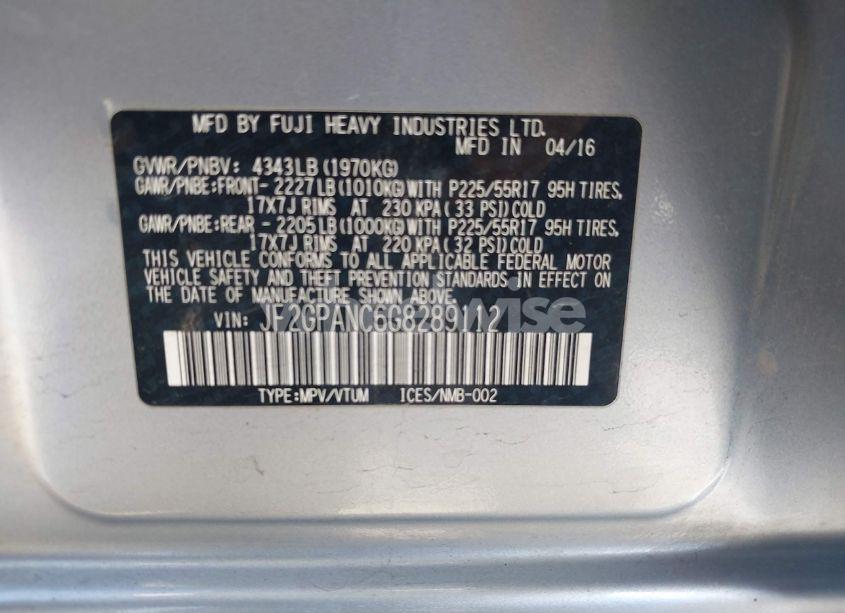 MFD BY FUJI HEAVY INDUSTRIES LTD.
MFD IN 04/16
GVWR/PNBV: 4343LB (1970KG)
GAWR/PNBE:FRONT- 2227LB (1010KG) WITH P225/55R17 95H TIRES,
17X7J RIMS AT 230 KPA (33 PSI) COLD
GAWR/PNBE:REAR - 2205LB (1000KG) WITH P225/55R17 95H TIRES,
17X7J RIMS AT 220 KPA (32 PSI) COLD
THIS VEHICLE CONFORMS TO ALL APPLICABLE FEDERAL MOTOR
VEHICLE SAFETY AND THEFT PREVENTION STANDARDS IN EFFECT ON
THE DATE OF MANUFACTURE SHOWN ABOVE.
VIN: JF2GPANC6G8289112
TYPE:MPV/VTUM ICES/NMB-002